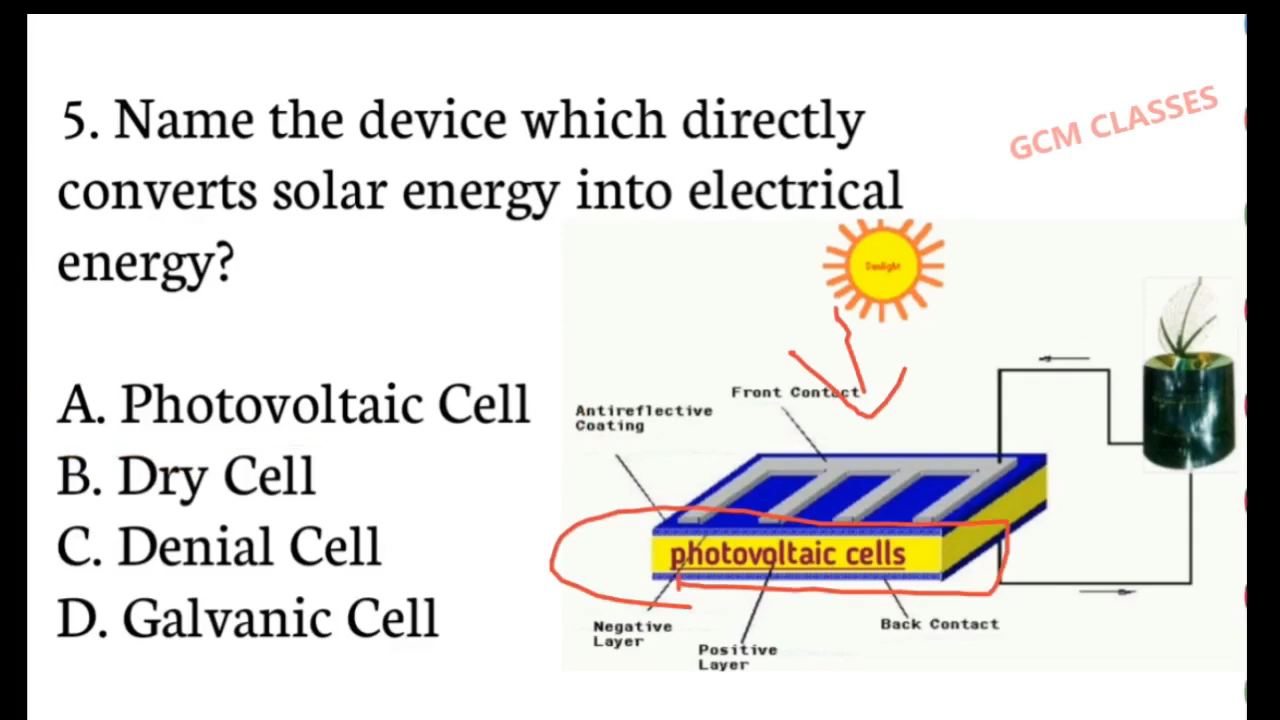 GCM CLASSES
5. Name the device which directly
converts solar energy into electrical
energy?
A. Photovoltaic Cell
B. Dry Cell
C. Denial Cell
D. Galvanic Cell
Sunlight
Front Contact
Antireflective
Coating
photovoltaic cells
Negative
Layer
Positive
Layer
Back Contact